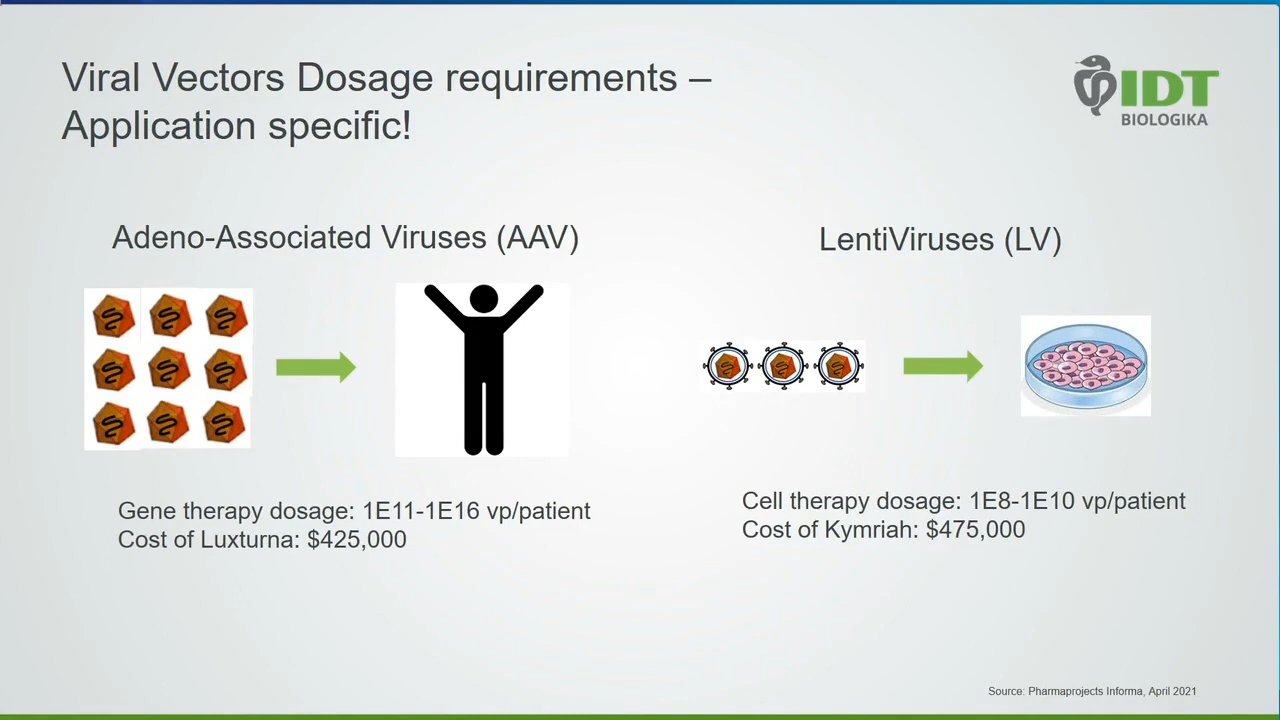 Viral Vectors Dosage requirements –
Application specific!
IDT
BIOLOGIKA
Adeno-Associated Viruses (AAV)
Gene therapy dosage: 1E11-1E16 vp/patient
Cost of Luxturna: $425,000
LentiViruses (LV)
Cell therapy dosage: 1E8-1E10 vp/patient
Cost of Kymriah: $475,000
Source: Pharmaprojects Informa, April 2021